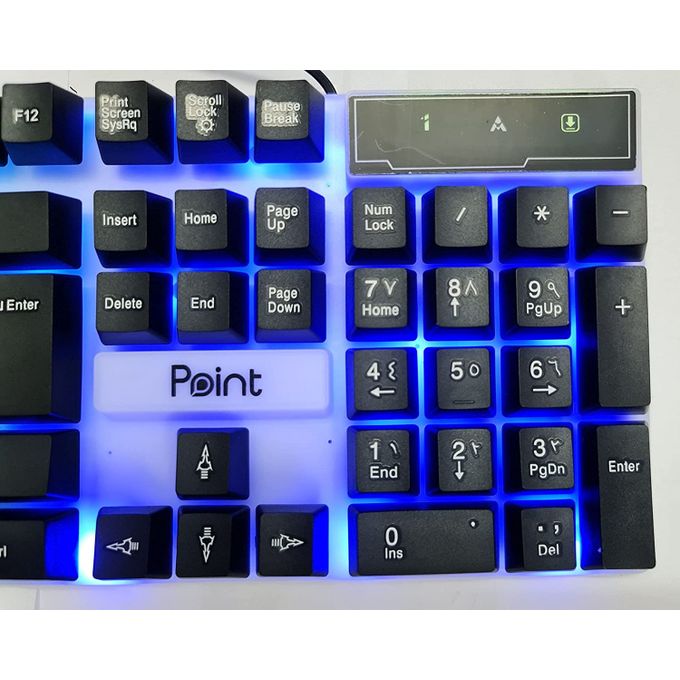 F12
Print
Screen
SysRq
Scroll
Lock
Pause
Break
1
Insert
Home
Page
Up
Num
Lock
/
*
−
Enter
Delete
End
Page
Down
7 ٧
Home
8 ٨
↑
9 ٩
PgUp
+
Point
4 ٤
←
5 ٥
6 ٦
→
1 ١
End
2 ٢
↓
3 ٣
PgDn
Enter
0 ٠
Ins
. ,
Del